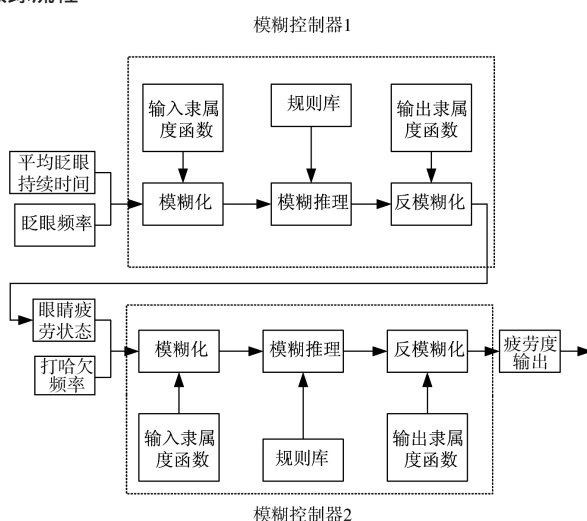 模糊控制器1
输入隶属
度函数
规则库
输出隶属
度函数
平均眨眼
持续时间
眨眼频率
模糊化
模糊推理
反模糊化
眼睛疲
劳状态
打哈欠
频率
模糊化
模糊推理
反模糊化
疲劳度
输出
输入隶属
度函数
规则库
输出隶属
度函数
模糊控制器2